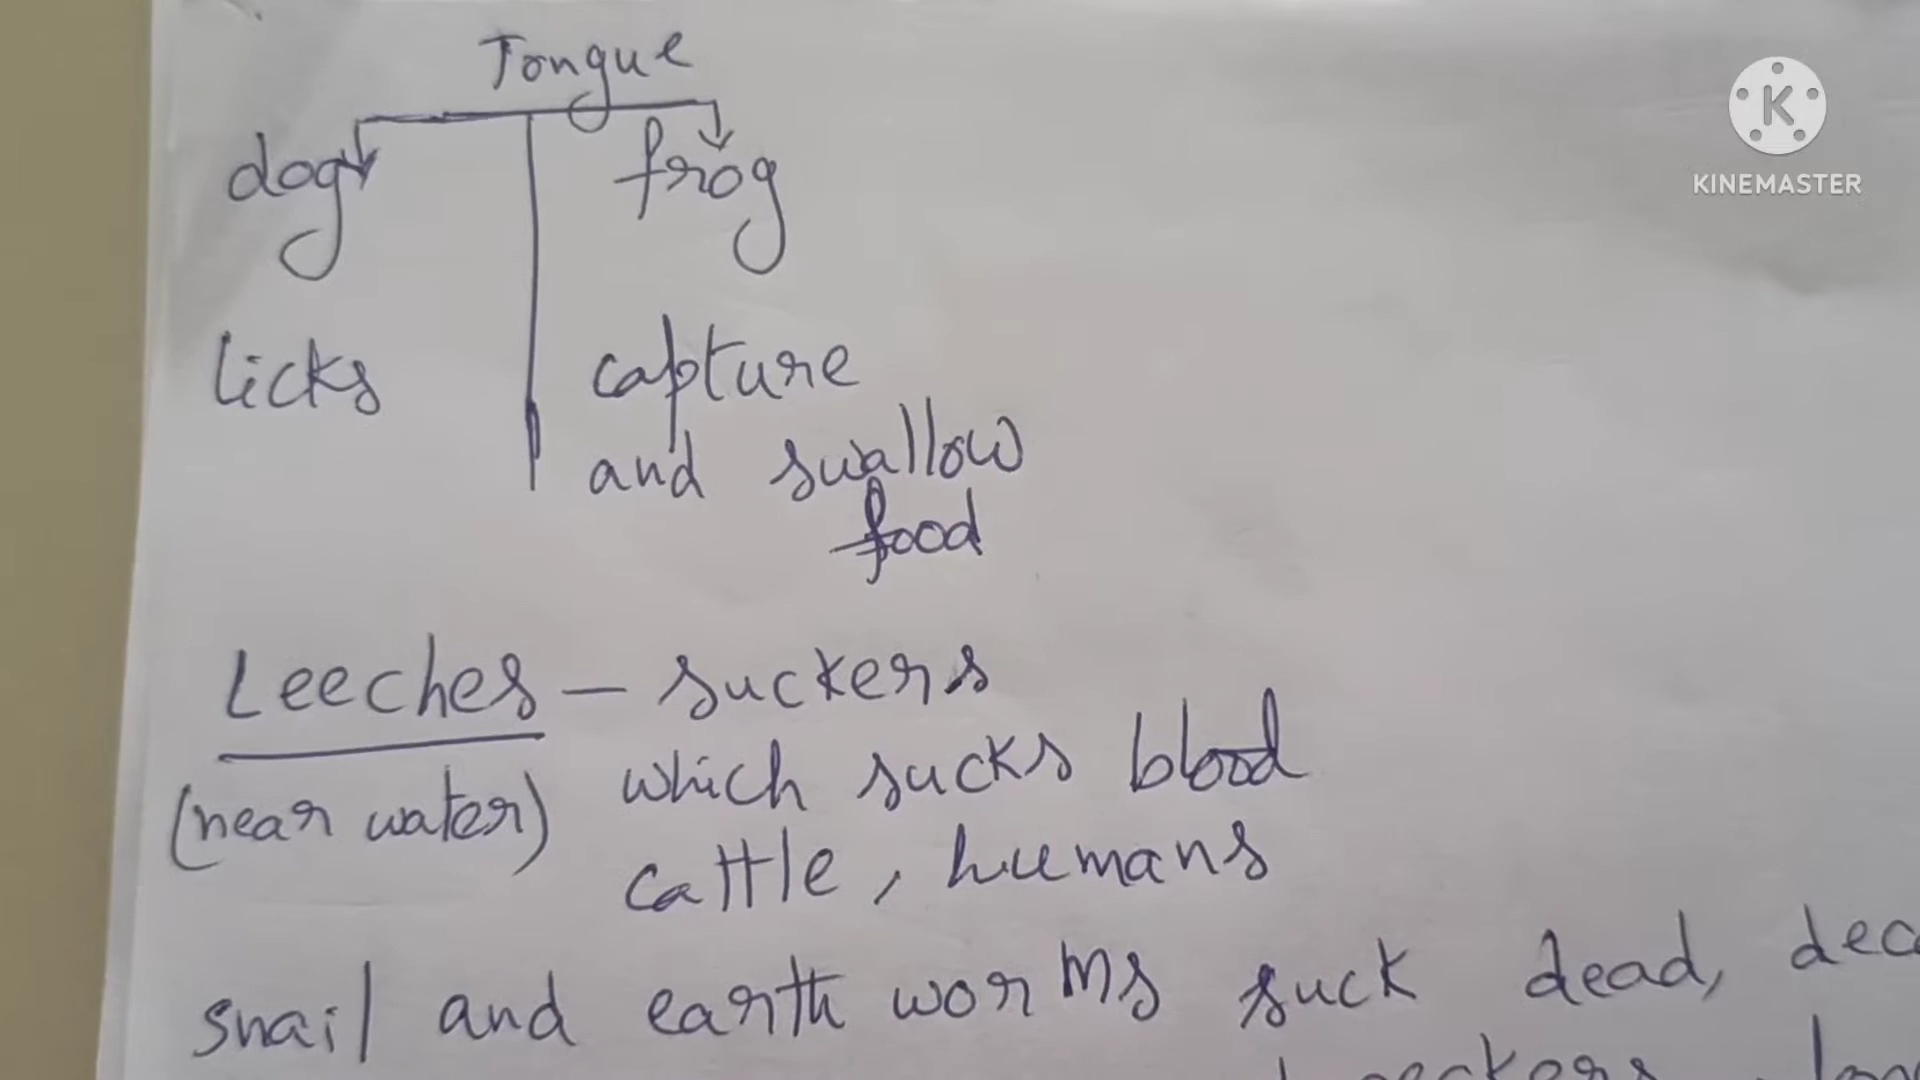 Tongue
dog frog
licks capture
and swallow
food
Leeches - suckers
(near water) which sucks blood
cattle, humans
snail and earth worms suck dead,
K
KINEMASTER